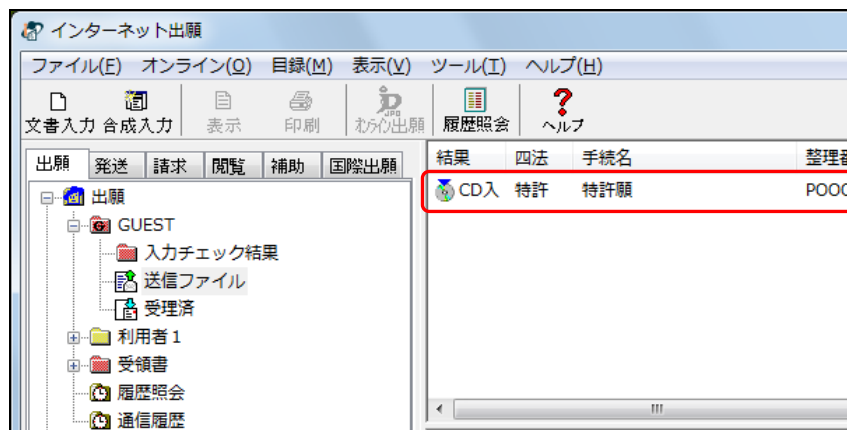 インターネット出願
ファイル(F) オンライン(O) 目録(M) 表示(V) ツール(T) ヘルプ(H)
文書入力 合成入力 表示 印刷 オンライン出願 履歴照会 ヘルプ
出願 発送 請求 閲覧 補助 国際出願
結果 四法 手続名 整理番
CD入 特許 特許願 P000
出願
GUEST
入力チェック結果
送信ファイル
受理済
利用者1
受領書
履歴照会
通信履歴